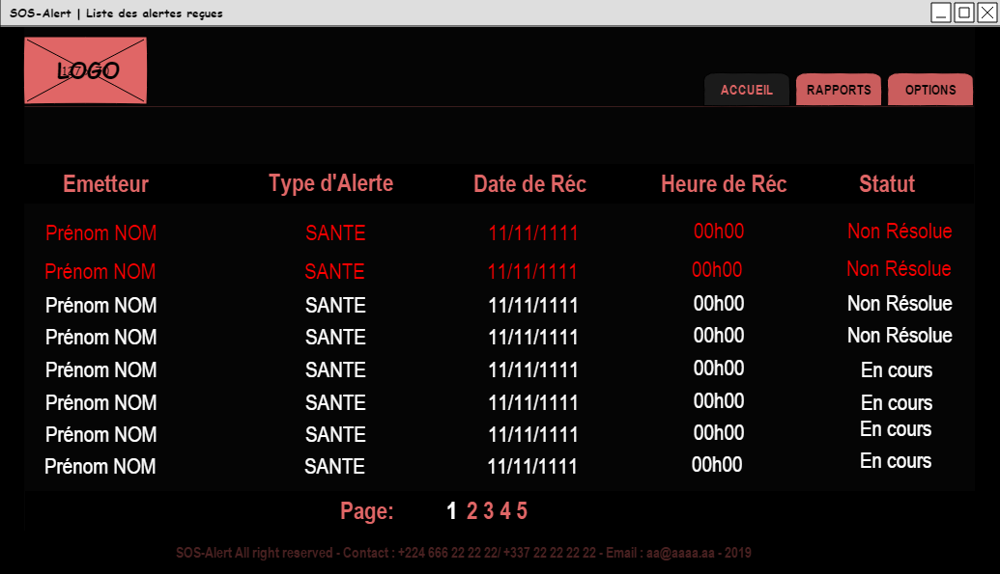 SOS-Alert | Liste des alertes reçues
LOGO
ACCUEIL RAPPORTS OPTIONS
Emetteur Type d'Alerte Date de Réc Heure de Réc Statut
Prénom NOM SANTE 11/11/1111 00h00 Non Résolue
Prénom NOM SANTE 11/11/1111 00h00 Non Résolue
Prénom NOM SANTE 11/11/1111 00h00 Non Résolue
Prénom NOM SANTE 11/11/1111 00h00 Non Résolue
Prénom NOM SANTE 11/11/1111 00h00 En cours
Prénom NOM SANTE 11/11/1111 00h00 En cours
Prénom NOM SANTE 11/11/1111 00h00 En cours
Prénom NOM SANTE 11/11/1111 00h00 En cours
Page: 1 2 3 4 5
SOS-Alert All right reserved - Contact : +224 666 22 22 22/ +337 22 22 22 22 - Email : aa@aaaa.aa - 2019